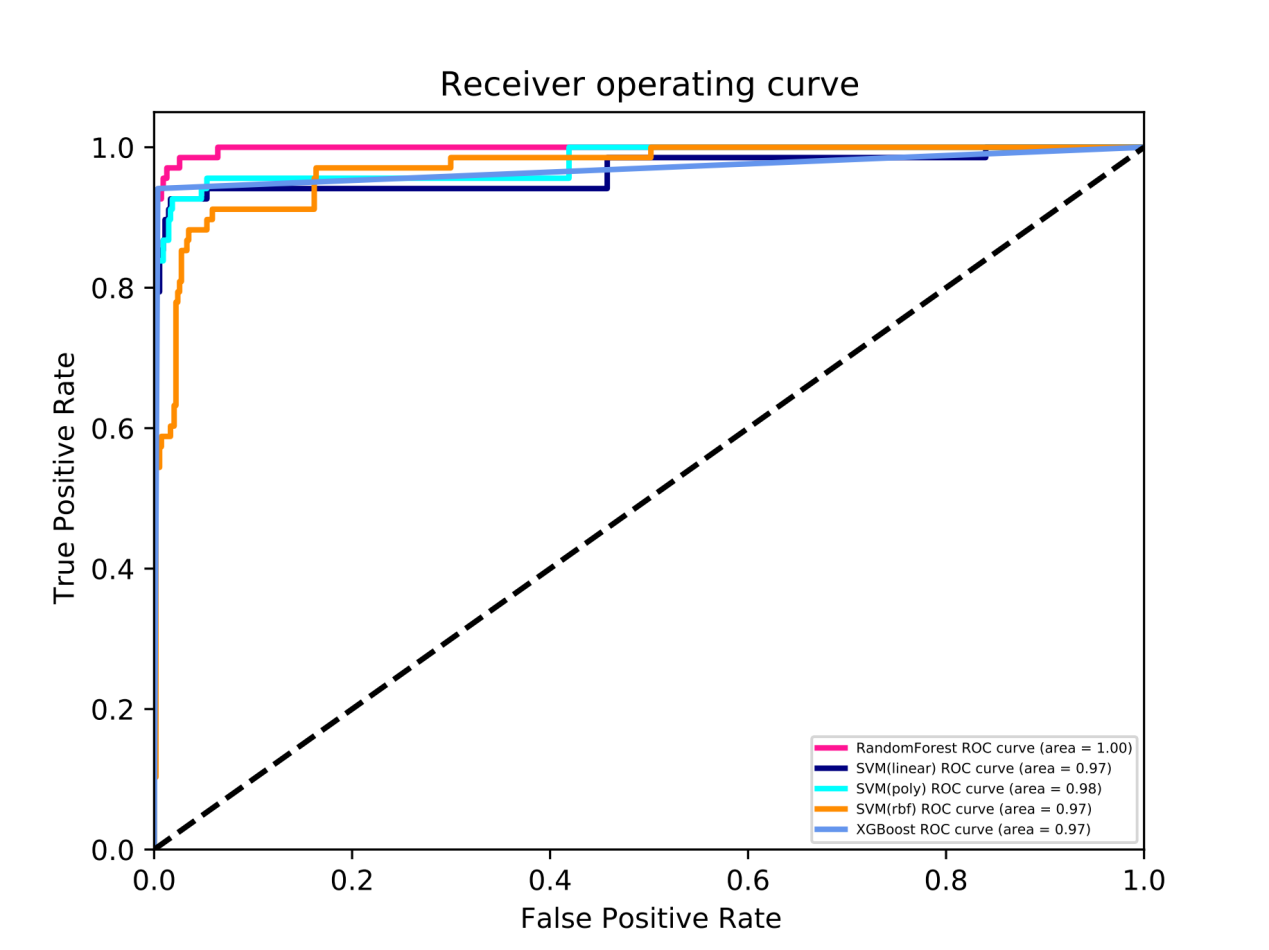 Receiver operating curve
True Positive Rate
1.0
0.8
0.6
0.4
0.2
0.0
0.0 0.2 0.4 0.6 0.8 1.0
False Positive Rate
RandomForest ROC curve (area = 1.00)
SVM(linear) ROC curve (area = 0.97)
SVM(poly) ROC curve (area = 0.98)
SVM(rbf) ROC curve (area = 0.97)
XGBoost ROC curve (area = 0.97)